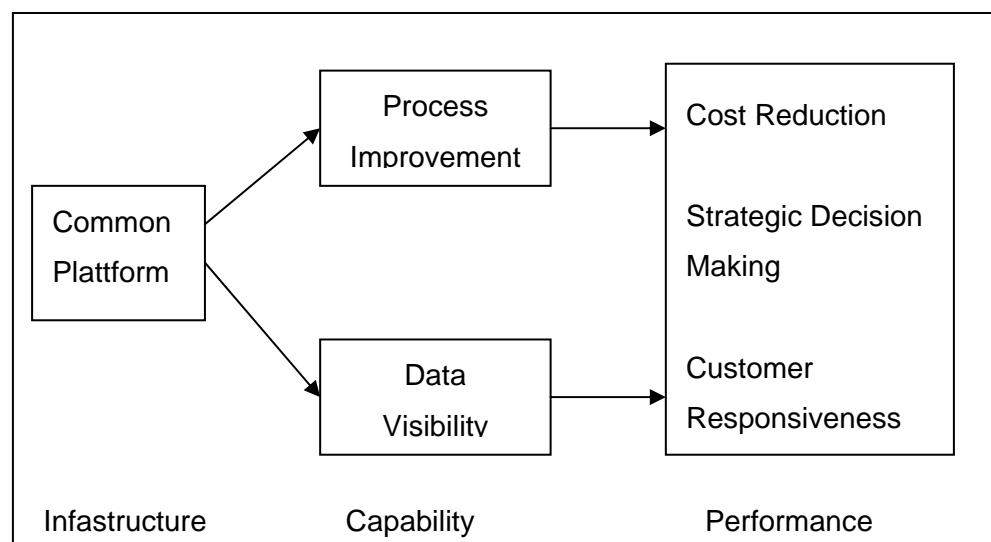 Process
Improvement
Cost Reduction
Common
Plattform
Strategic Decision
Making
Data
Visibility
Customer
Responsiveness
Infastructure
Capability
Performance